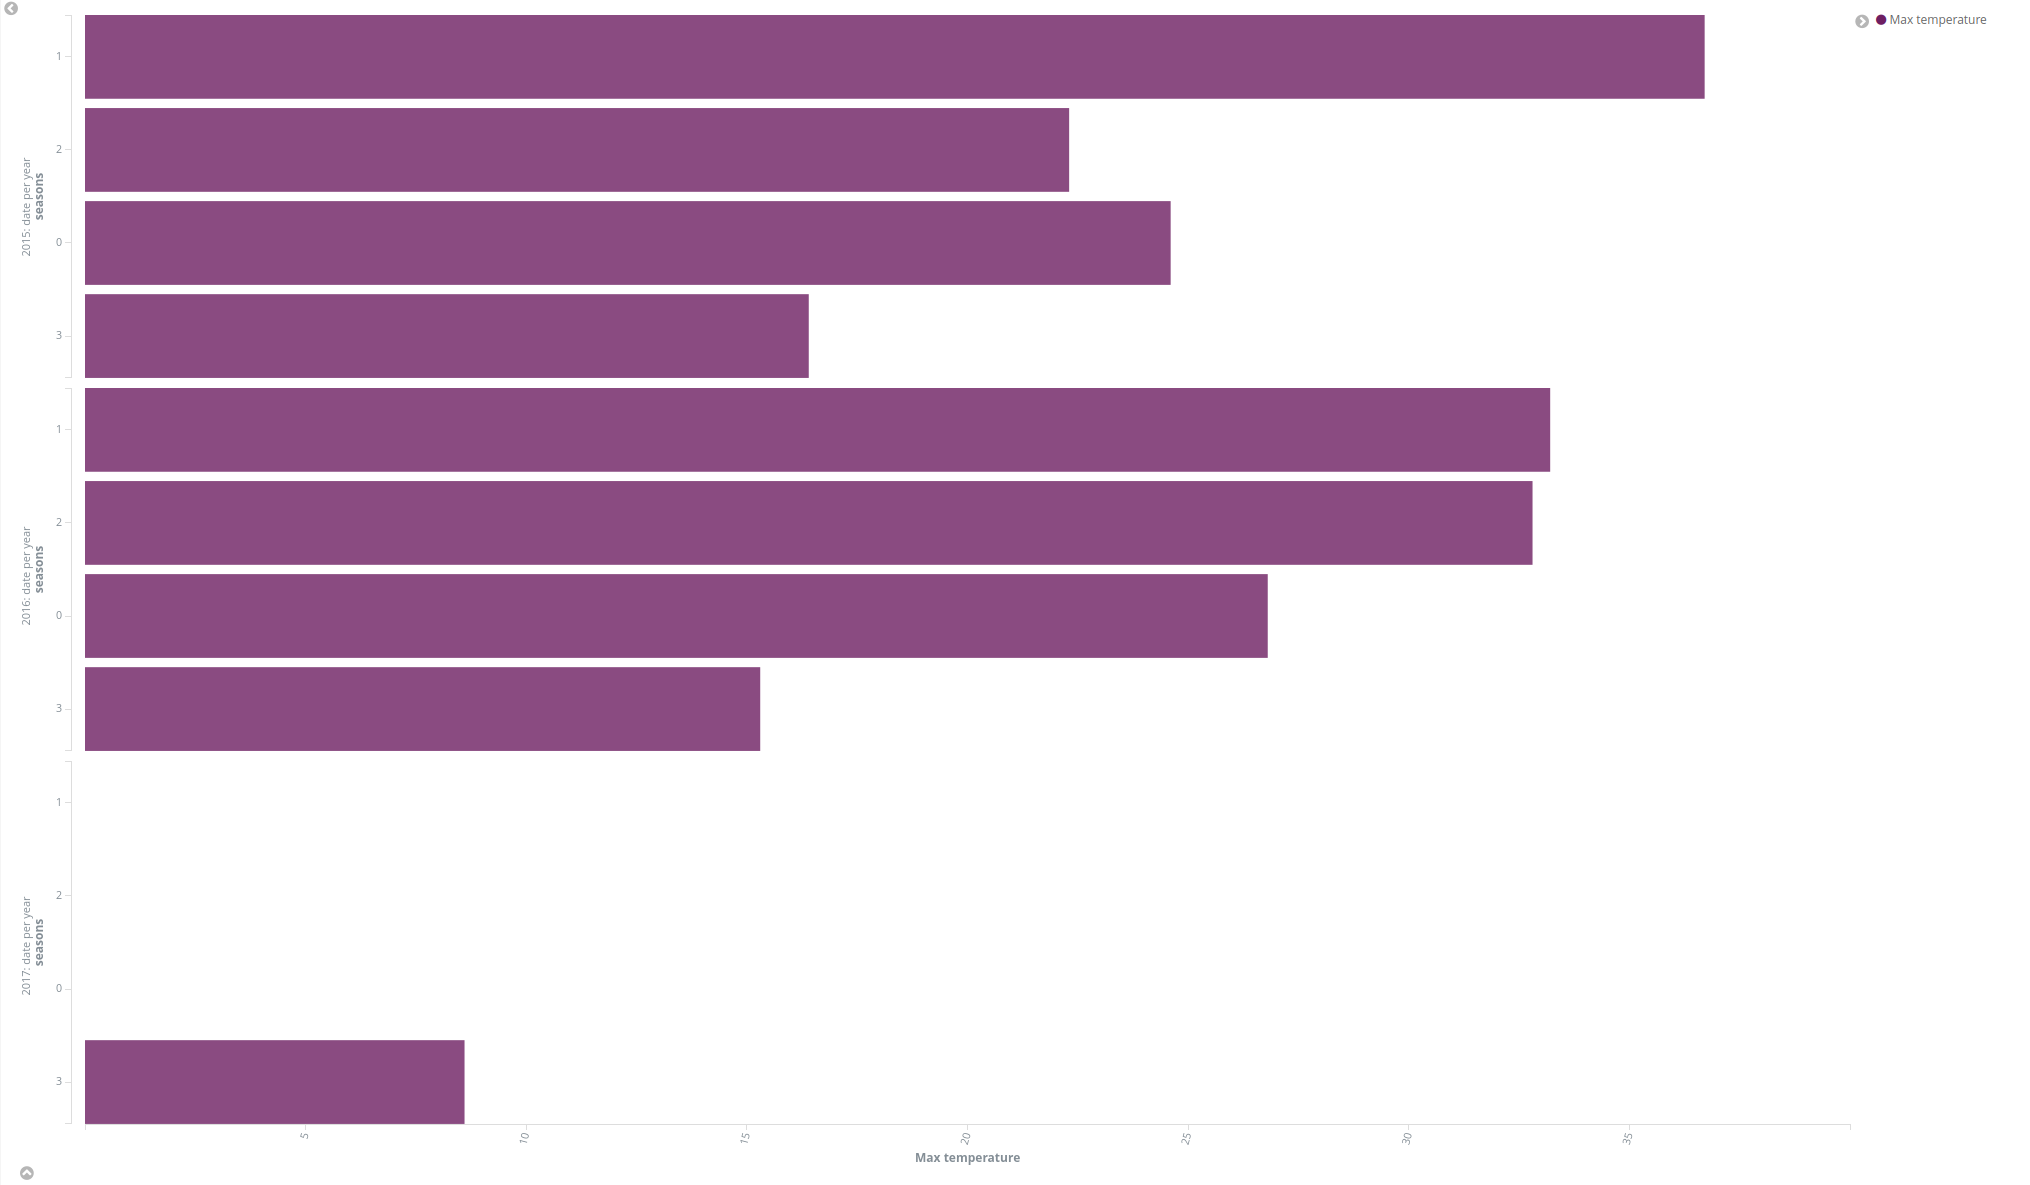 Max temperature
2015: date per year
seasons
1
2
0
3
2016: date per year
seasons
1
2
0
3
2017: date per year
seasons
1
2
0
3
5
10
15
20
25
30
35
Max temperature